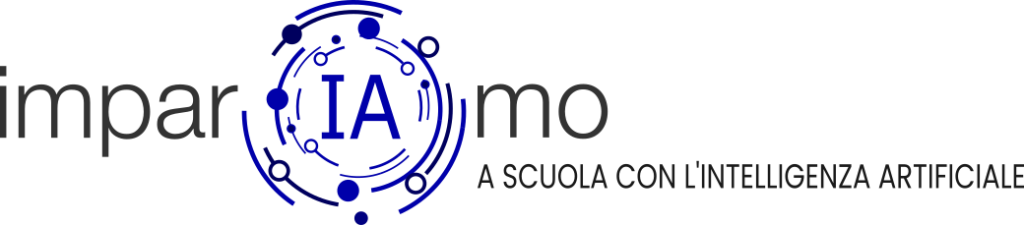 imparIAmo
A SCUOLA CON L'INTELLIGENZA ARTIFICIALE